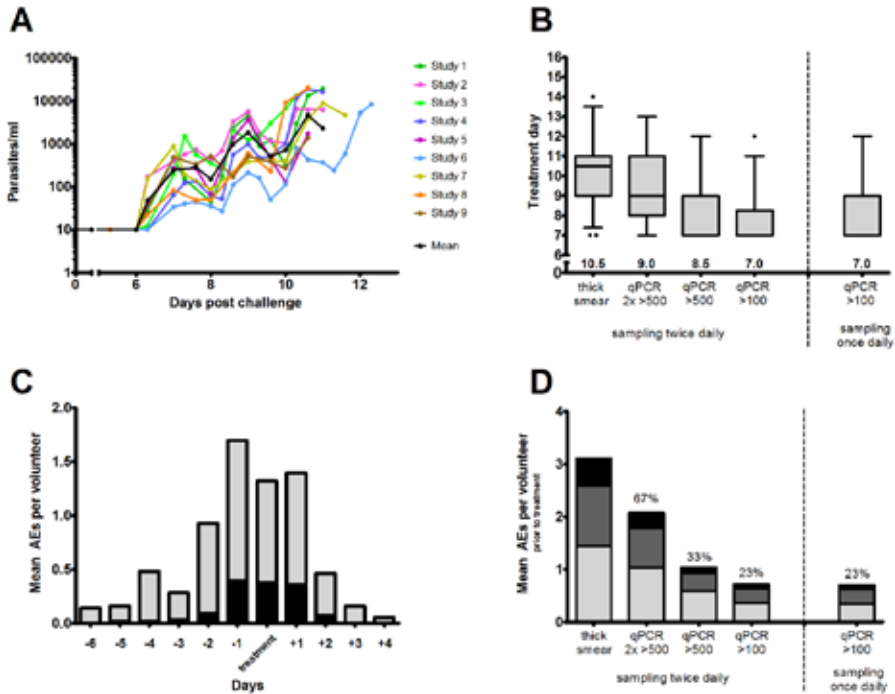 A
Parasites/ml
100000
10000
1000
100
10
1
0
6
8
10
12
Days post challenge
Study 1
Study 2
Study 3
Study 4
Study 5
Study 6
Study 7
Study 8
Study 9
Mean
B
Treatment day
16
15
14
13
12
11
10
9
8
7
6
0
10.5 9.0 8.5 7.0 7.0
thick smear
qPCR 2x >500
qPCR >500
qPCR >100
qPCR >100
sampling twice daily
sampling once daily
C
Mean AEs per volunteer
2.0
1.5
1.0
0.5
0.0
-6 -5 -4 -3 -2 -1 treatment +1 +2 +3 +4
Days
D
Mean AEs per volunteer
prior to treatment
4
3
2
1
0
67%
33%
23%
23%
thick smear
qPCR 2x >500
qPCR >500
qPCR >100
qPCR >100
sampling twice daily
sampling once daily